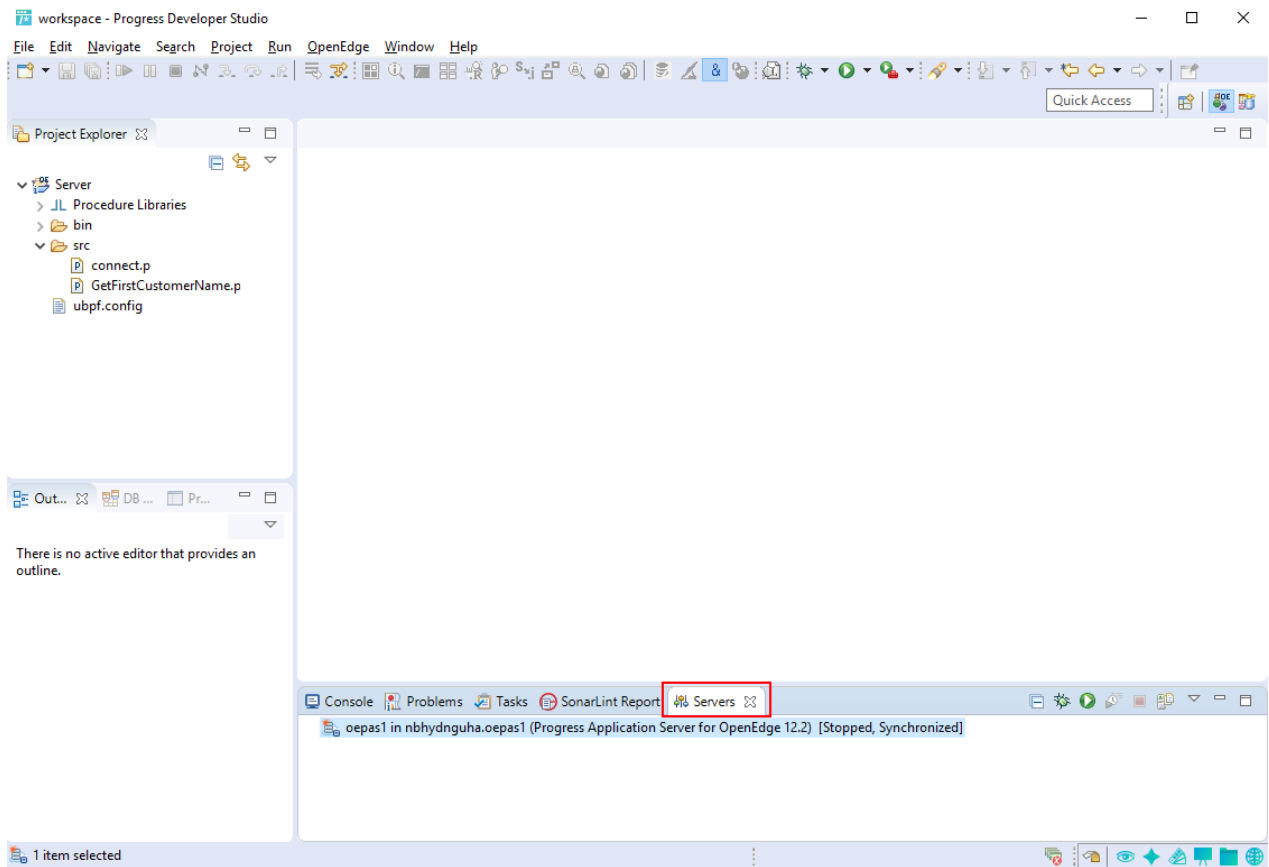 workspace - Progress Developer Studio
File Edit Navigate Search Project Run OpenEdge Window Help
Quick Access
Project Explorer
Server
Procedure Libraries
bin
src
connect.p
GetFirstCustomerName.p
ubpf.config
Out... DB ... Pr...
There is no active editor that provides an
outline.
Console Problems Tasks SonarLint Report Servers
oepas1 in nbhydnguha.oepas1 (Progress Application Server for OpenEdge 12.2) [Stopped, Synchronized]
1 item selected